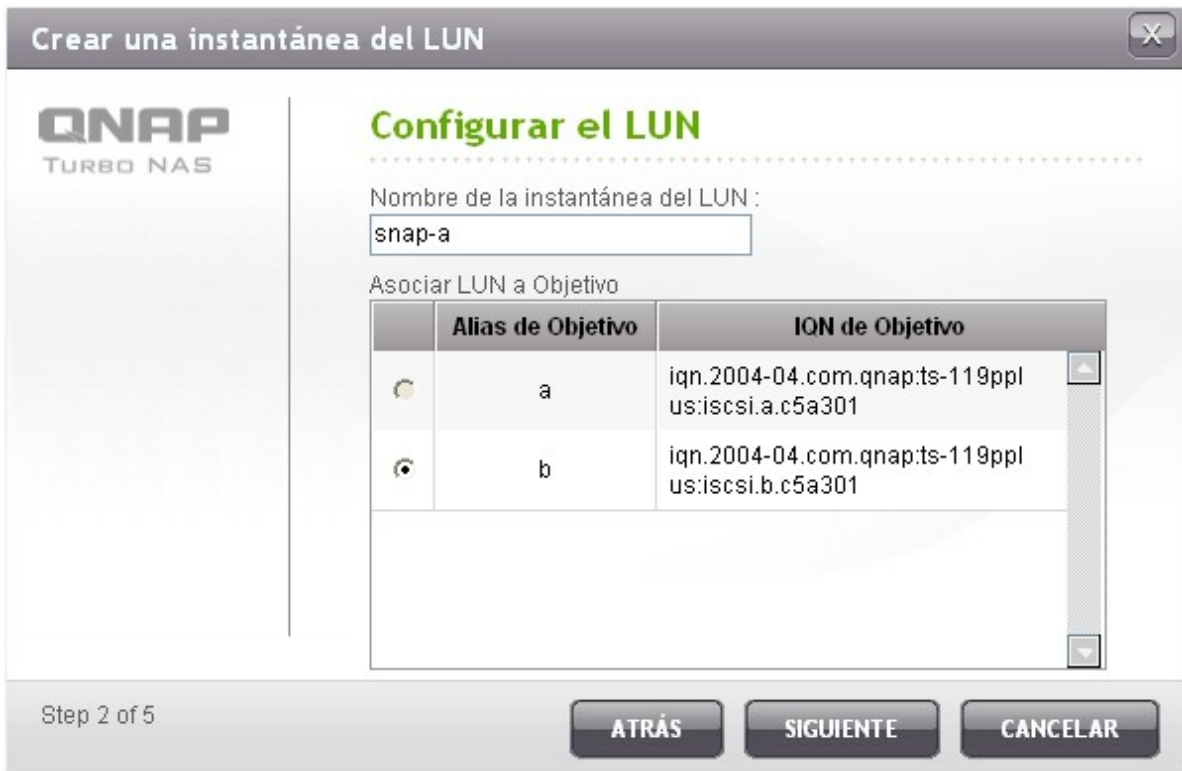 Crear una instantánea del LUN
X
QNAP
TURBO NAS
Configurar el LUN
Nombre de la instantánea del LUN :
snap-a
Asociar LUN a Objetivo
Alias de Objetivo IQN de Objetivo
a iqn.2004-04.com.qnap:ts-119ppl
us:iscsi.a.c5a301
b iqn.2004-04.com.qnap:ts-119ppl
us:iscsi.b.c5a301
Step 2 of 5
ATRÁS SIGUIENTE CANCELAR